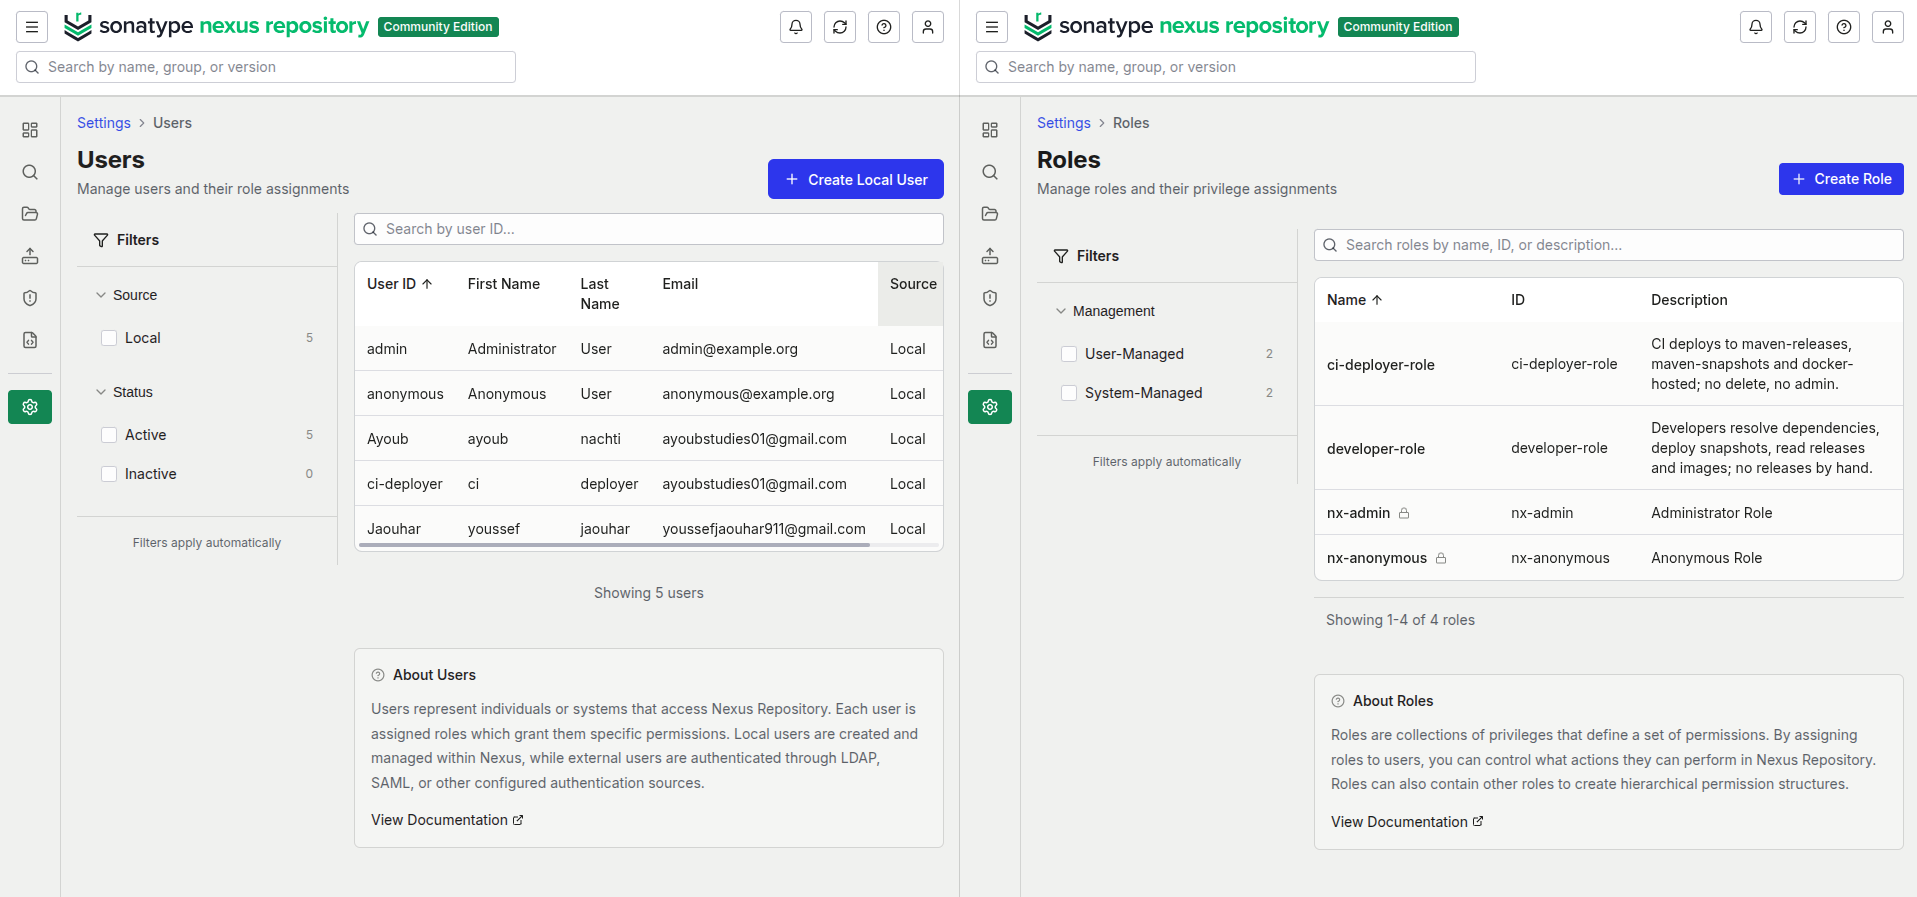 sonatype nexus repository Community Edition
Search by name, group, or version
Settings > Users
Users
Manage users and their role assignments
+ Create Local User
Filters
Source
Local 5
Status
Active 5
Inactive 0
Filters apply automatically
Search by user ID...
User ID ↑ First Name Last Name Email Source
admin Administrator User admin@example.org Local
anonymous Anonymous User anonymous@example.org Local
Ayoub ayoub nachti ayoubstudies01@gmail.com Local
ci-deployer ci deployer ayoubstudies01@gmail.com Local
Jaouhar youssef jaouhar youssefjaouhar911@gmail.com Local
Showing 5 users
About Users
Users represent individuals or systems that access Nexus Repository. Each user is
assigned roles which grant them specific permissions. Local users are created and
managed within Nexus, while external users are authenticated through LDAP,
SAML, or other configured authentication sources.
View Documentation
sonatype nexus repository Community Edition
Search by name, group, or version
Settings > Roles
Roles
Manage roles and their privilege assignments
+ Create Role
Filters
Management
User-Managed 2
System-Managed 2
Filters apply automatically
Search roles by name, ID, or description...
Name ↑ ID Description
ci-deployer-role ci-deployer-role CI deploys to maven-releases,
maven-snapshots and docker-
hosted; no delete, no admin.
developer-role developer-role Developers resolve dependencies,
deploy snapshots, read releases
and images; no releases by hand.
nx-admin nx-admin Administrator Role
nx-anonymous nx-anonymous Anonymous Role
Showing 1-4 of 4 roles
About Roles
Roles are collections of privileges that define a set of permissions. By assigning
roles to users, you can control what actions they can perform in Nexus Repository.
Roles can also contain other roles to create hierarchical permission structures.
View Documentation